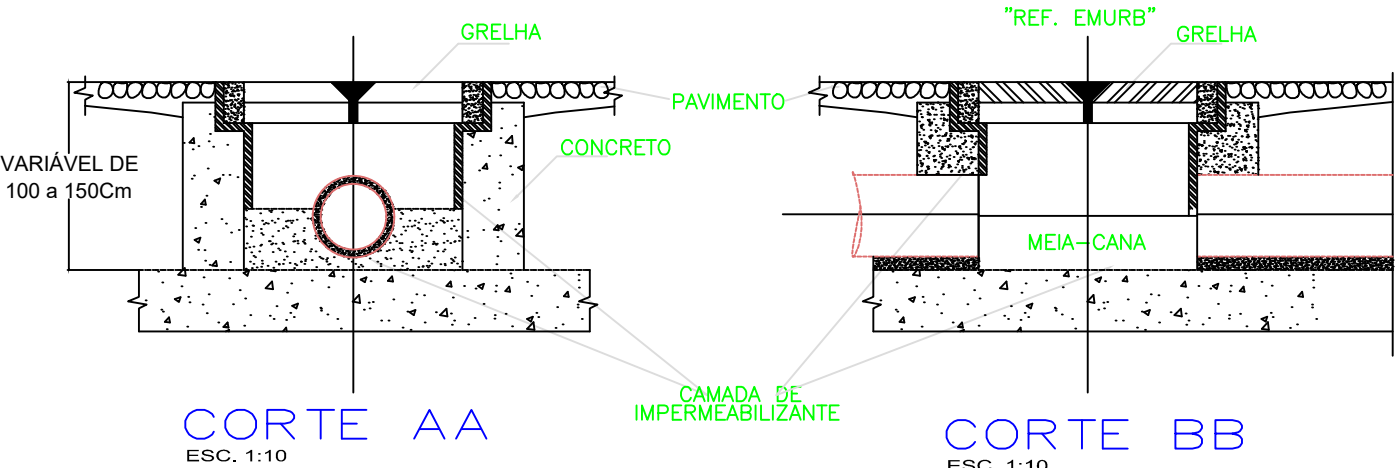 "REF. EMURB"
GRELHA
GRELHA
PAVIMENTO
CONCRETO
VARIÁVEL DE
100 a 150Cm
MEIA-CANA
CAMADA DE
IMPERMEABILIZANTE
CORTE AA
ESC. 1:10
CORTE BB
ESC. 1:10